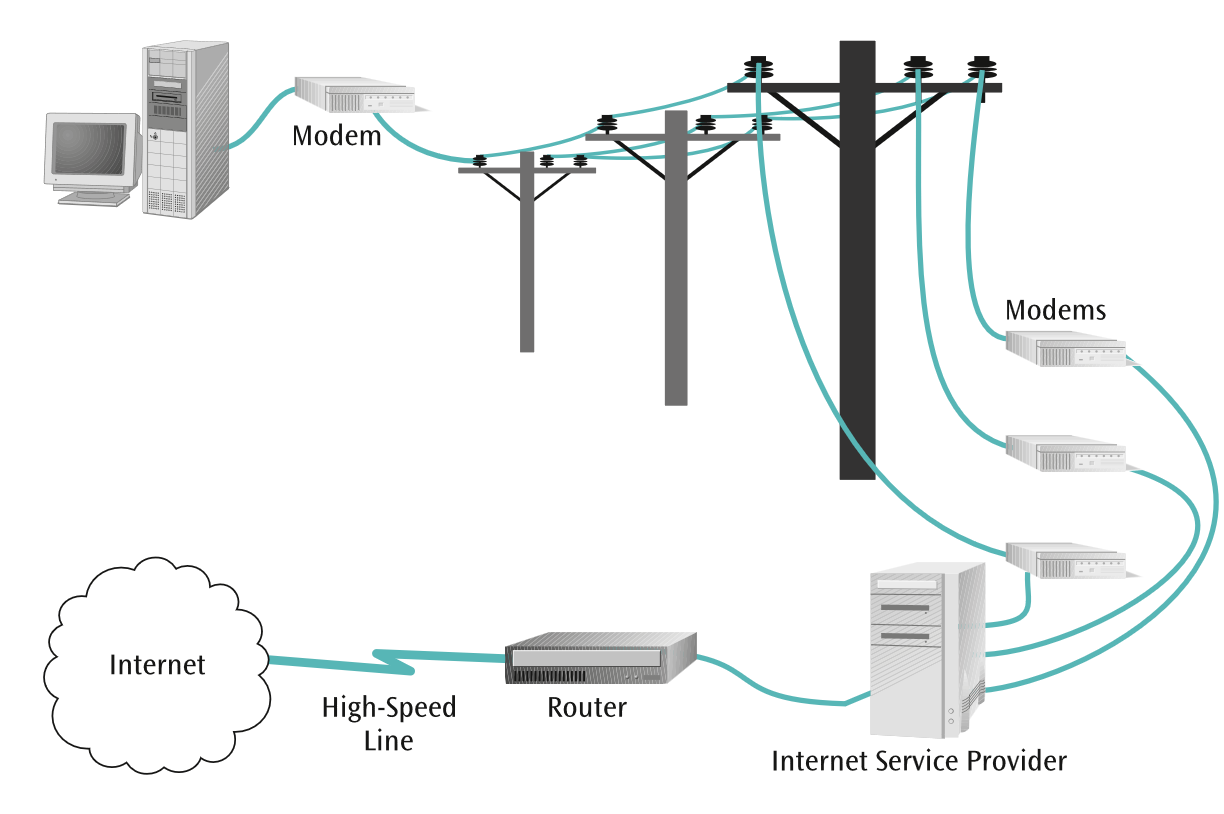 Modem
Modems
Internet
High-Speed
Line
Router
Internet Service Provider